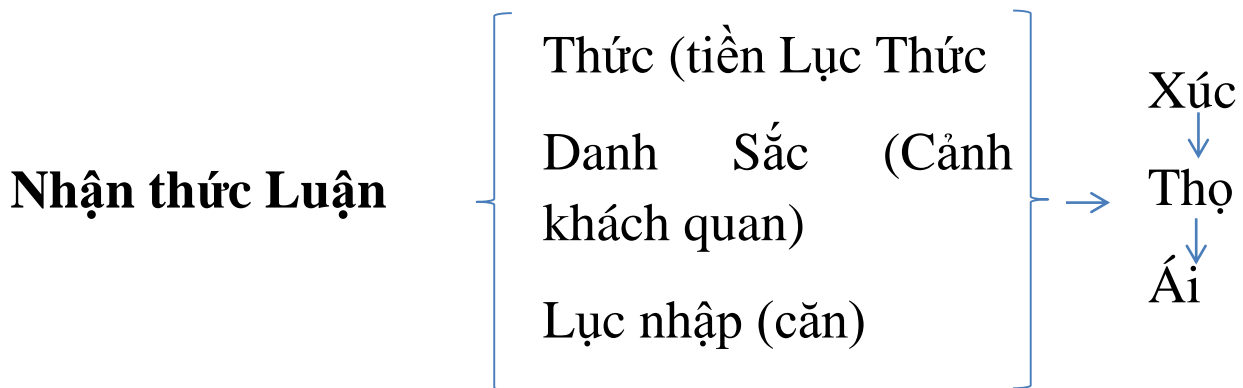 Nhận thức Luận
Thức (tiền Lục Thức
Danh Sắc (Cảnh
khách quan)
Lục nhập (căn)
Xúc
Thọ
Ái